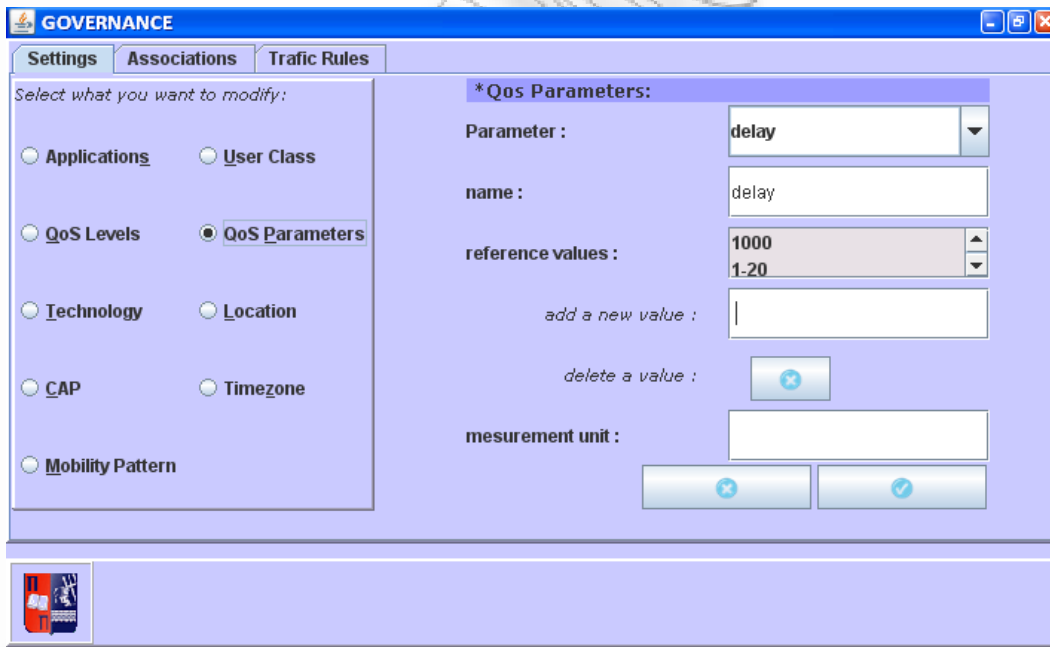 GOVERNANCE
Settings Associations Trafic Rules
Select what you want to modify:
Applications User Class
QoS Levels QoS Parameters
Technology Location
CAP Timezone
Mobility Pattern
*Qos Parameters:
Parameter : delay
name : delay
reference values : 1000
1-20
add a new value :
delete a value :
mesurement unit :
Π
Π